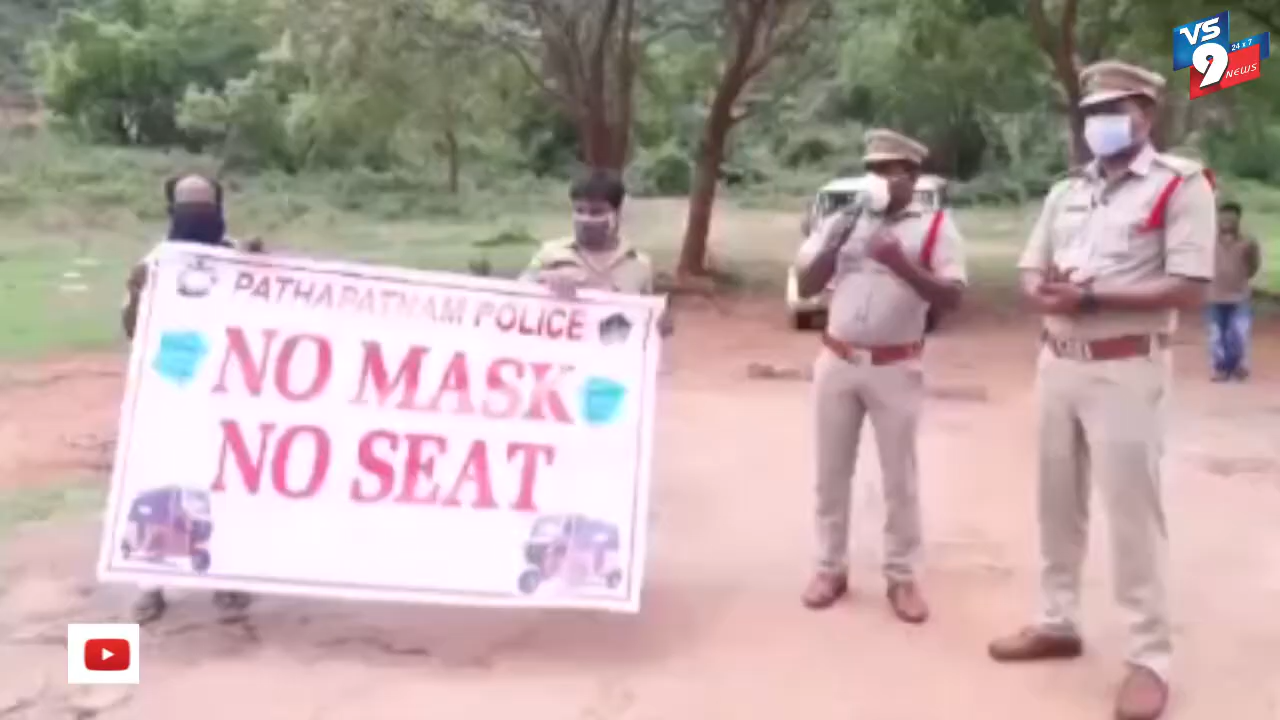 VS
9
24 x 7
NEWS
PATHAPATNAM POLICE
NO MASK
NO SEAT